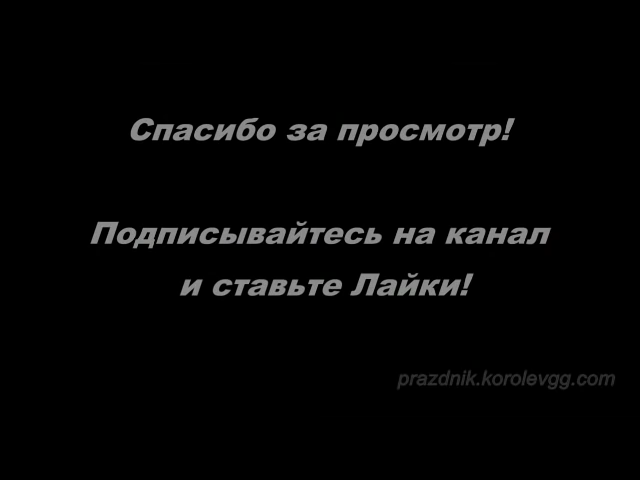 Спасибо за просмотр!
Подписывайтесь на канал
и ставьте Лайки!
prazdnik.korolevgg.com